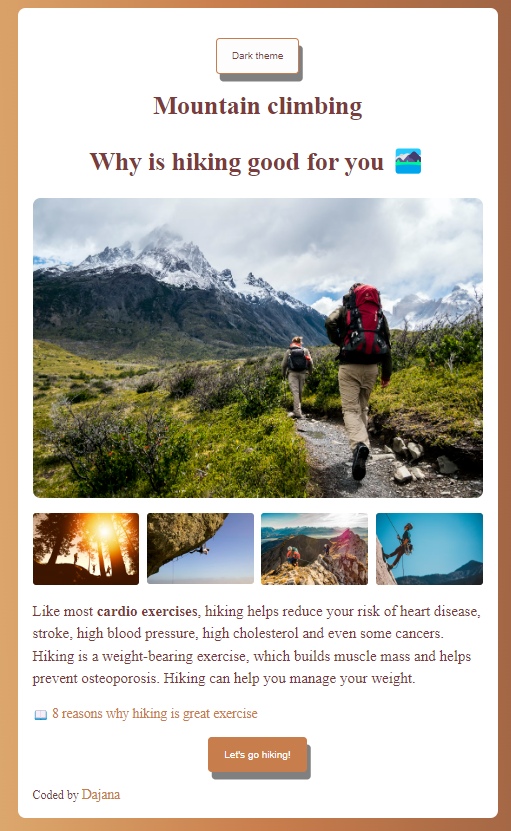 Dark theme
Mountain climbing
Why is hiking good for you 🏞️
Like most cardio exercises, hiking helps reduce your risk of heart disease,
stroke, high blood pressure, high cholesterol and even some cancers.
Hiking is a weight-bearing exercise, which builds muscle mass and helps
prevent osteoporosis. Hiking can help you manage your weight.
📖 8 reasons why hiking is great exercise
Let's go hiking!
Coded by Dajana